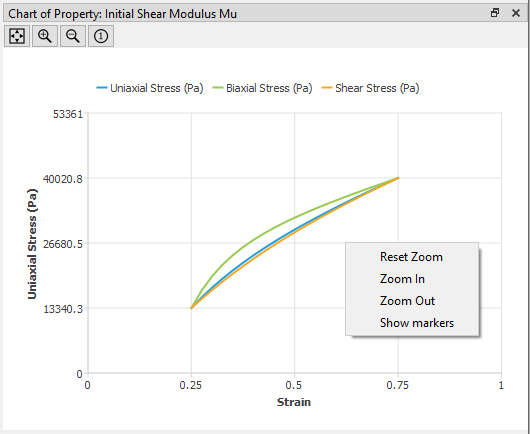 Chart of Property: Initial Shear Modulus Mu
Uniaxial Stress (Pa) Biaxial Stress (Pa) Shear Stress (Pa)
53361
40020.8
26680.5
13340.3
0
Uniaxial Stress (Pa)
0 0.25 0.5 0.75 1
Strain
Reset Zoom
Zoom In
Zoom Out
Show markers